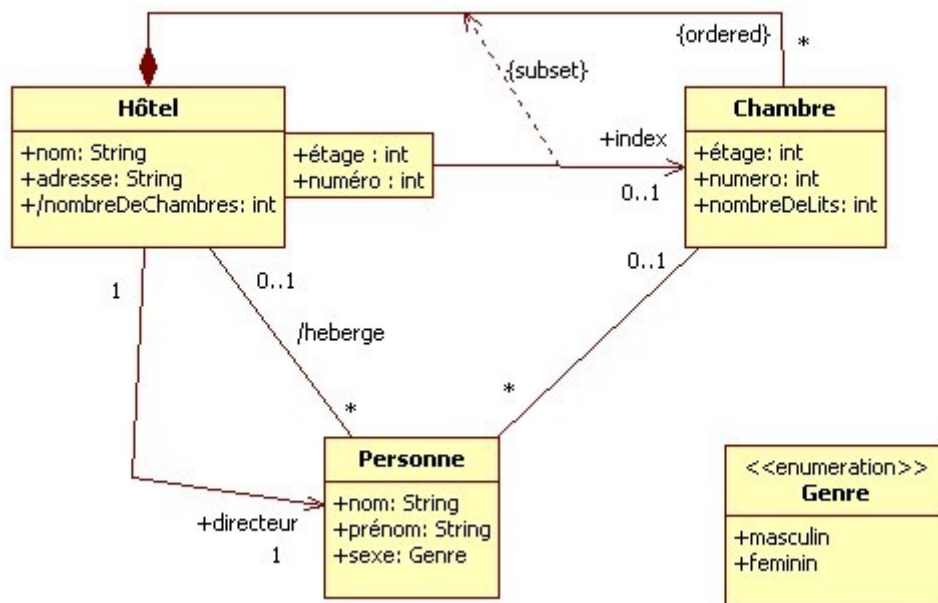 {ordered}
*
{subset}
Hôtel
+nom: String
+adresse: String
+/nombreDeChambres: int
+étage : int
+numéro : int
+index
0..1
Chambre
+étage: int
+numero: int
+nombreDeLits: int
1
0..1
0..1
/heberge
*
*
+directeur
1
Personne
+nom: String
+prénom: String
+sexe: Genre
<<enumeration>>
Genre
+masculin
+feminin